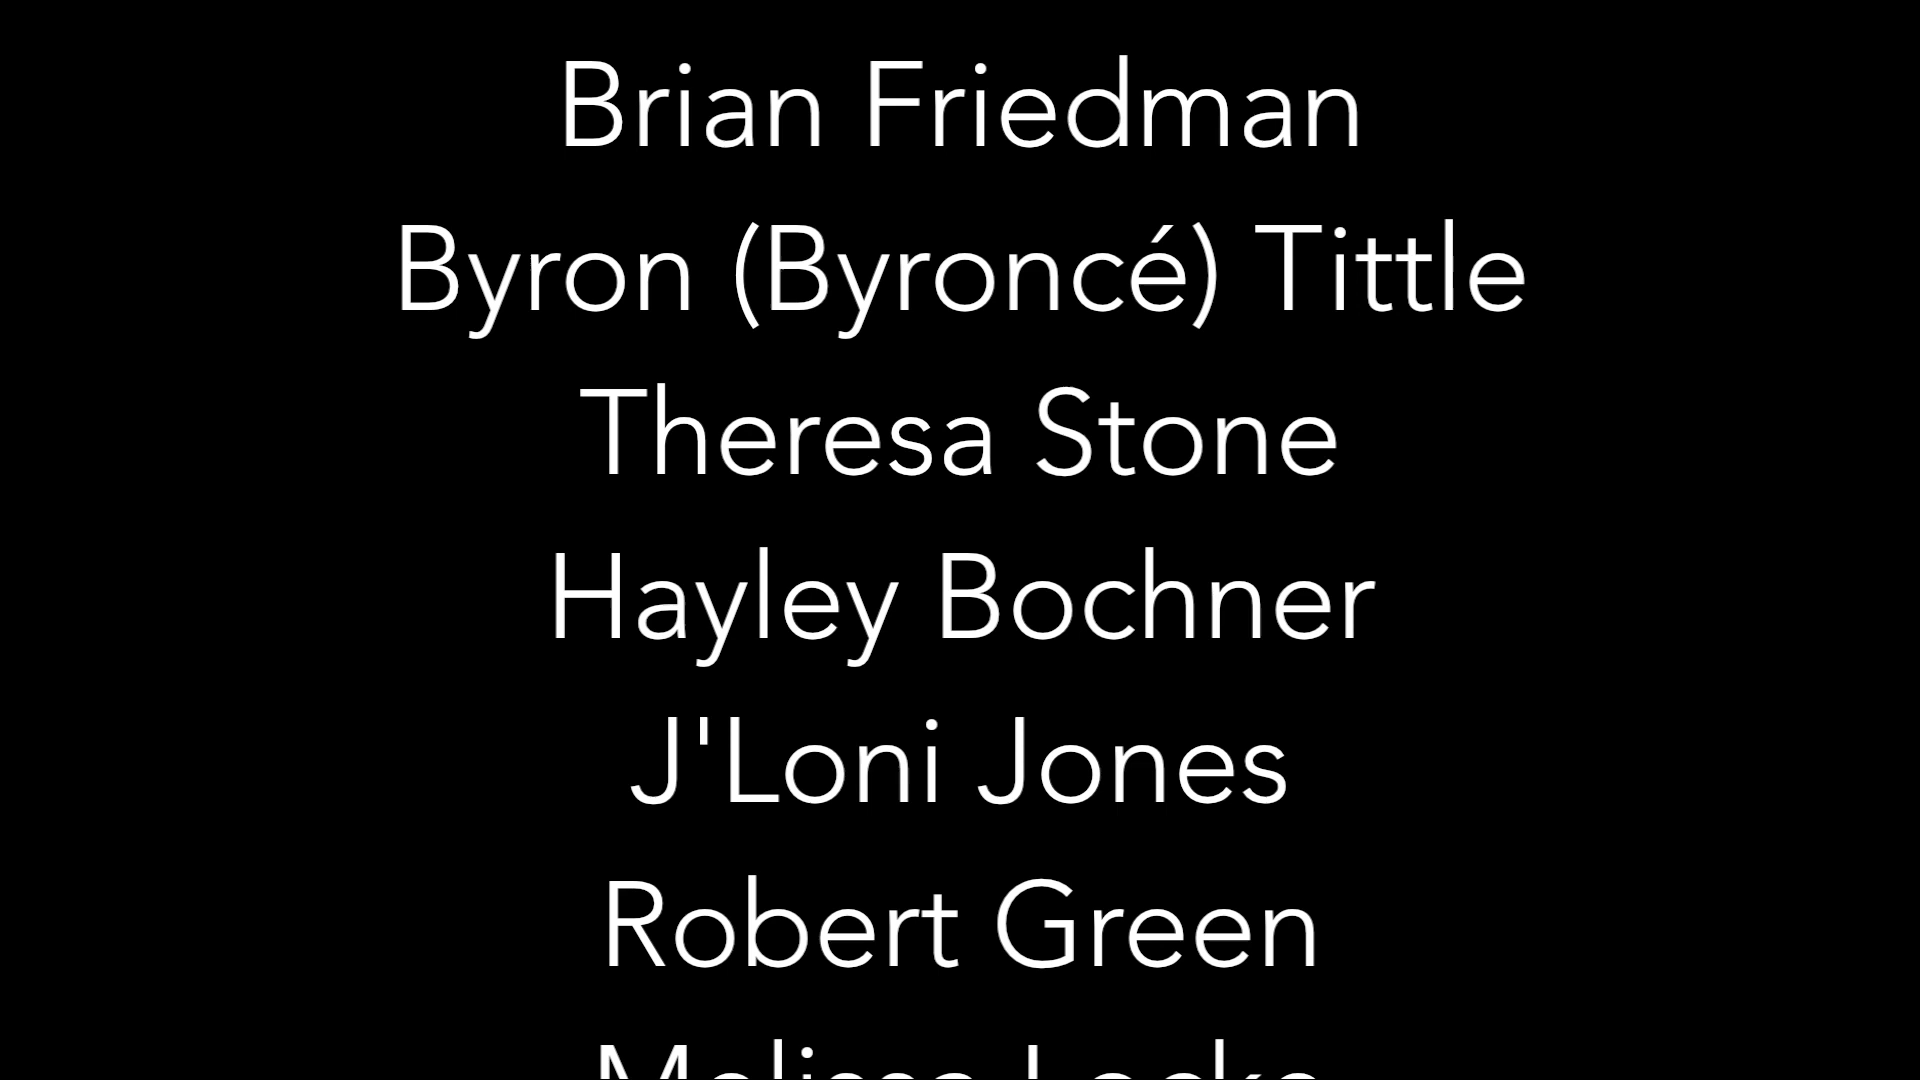 Brian Friedman
Byron (Byroncé) Tittle
Theresa Stone
Hayley Bochner
J'Loni Jones
Robert Green